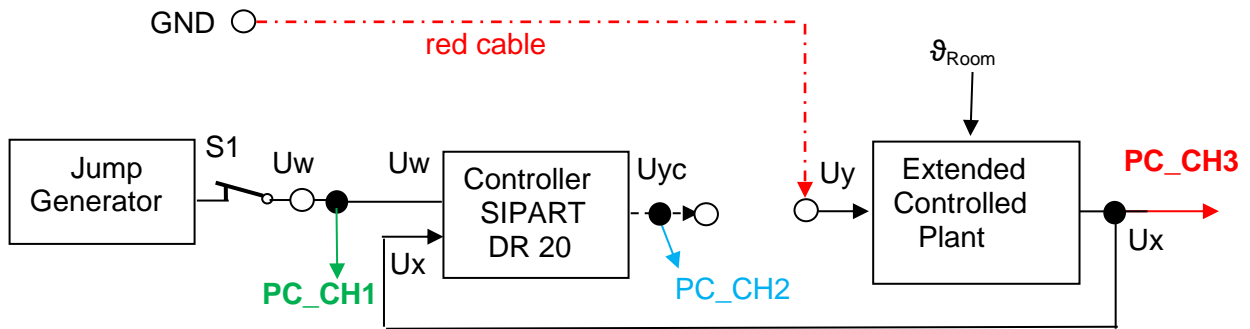 GND
red cable
ϑRoom
Jump
Generator
S1
Uw
Uw
Controller
SIPART
DR 20
Uyc
Uy
Extended
Controlled
Plant
PC_CH3
Ux
Ux
PC_CH1
PC_CH2